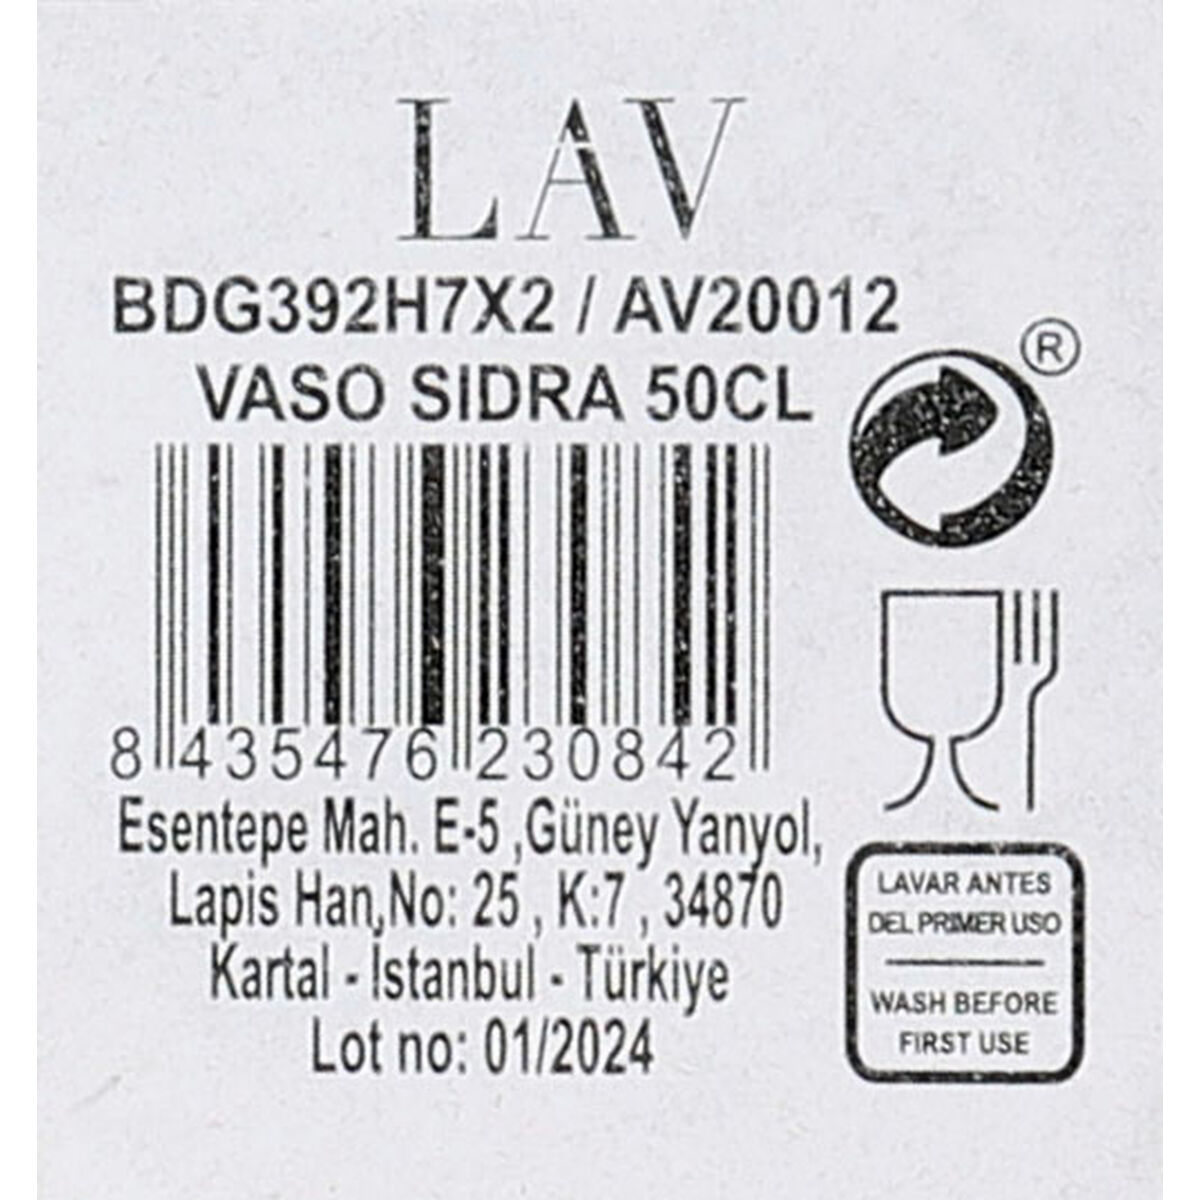 LAV
BDG392H7X2 / AV20012
VASO SIDRA 50CL
®
8 435476 230842
Esentepe Mah. E-5 ,Güney Yanyol,
Lapis Han,No: 25 , K:7 , 34870
Kartal - İstanbul - Türkiye
Lot no: 01/2024
LAVAR ANTES
DEL PRIMER USO
WASH BEFORE
FIRST USE